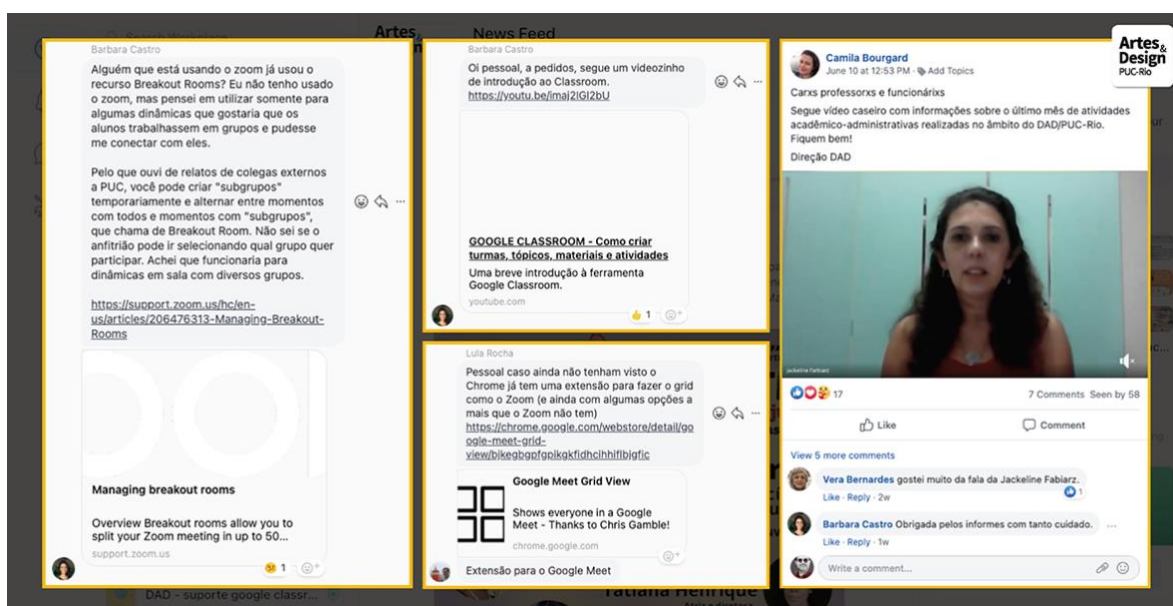 Search Workplace
Artes
News Feed
Artes&
Design
PUC-Rio
Barbara Castro
Alguém que está usando o zoom já usou o
recurso Breakout Rooms? Eu não tenho usado
o zoom, mas pensei em utilizar somente para
algumas dinâmicas que gostaria que os
alunos trabalhassem em grupos e pudesse
me conectar com eles.
Pelo que ouvi de relatos de colegas externos
a PUC, você pode criar "subgrupos"
temporariamente e alternar entre momentos
com todos e momentos com "subgrupos",
que chama de Breakout Room. Não sei se o
anfitrião pode ir selecionando qual grupo quer
participar. Achei que funcionaria para
dinâmicas em sala com diversos grupos.
https://support.zoom.us/hc/en-
us/articles/206476313-Managing-Breakout-
Rooms
Managing breakout rooms
Overview Breakout rooms allow you to
split your Zoom meeting in up to 50...
support.zoom.us
1
DAD - suporte google classr...
Barbara Castro
Oi pessoal, a pedidos, segue um videozinho
de introdução ao Classroom.
https://youtu.be/imaj2IGI2bU
GOOGLE CLASSROOM - Como criar
turmas, tópicos, materiais e atividades
Uma breve introdução à ferramenta
Google Classroom.
youtube.com
1
Lula Rocha
Pessoal caso ainda não tenham visto o
Chrome já tem uma extensão para fazer o grid
como o Zoom (e ainda com algumas opções a
mais que o Zoom não tem)
https://chrome.google.com/webstore/detail/go
ogle-meet-grid-
view/bjkegbgpfgpikgkfidhcihhiflbjgfic
Google Meet Grid View
Shows everyone in a Google
Meet - Thanks to Chris Gamble!
chrome.google.com
Extensão para o Google Meet
Tatiana Henrique
Camila Bourgard
June 10 at 12:53 PM · Add Topics
Carxs professorxs e funcionárixs
Segue vídeo caseiro com informações sobre o último mês de atividades
acadêmico-administrativas realizadas no âmbito do DAD/PUC-Rio.
Fiquem bem!
Direção DAD
Jackeline Farbiarz
17
7 Comments Seen by 58
Like
Comment
View 5 more comments
Vera Bernardes gostei muito da fala da Jackeline Fabiarz.
1
Like · Reply · 2w
Barbara Castro Obrigada pelos informes com tanto cuidado.
Like · Reply · 1w
Write a comment...